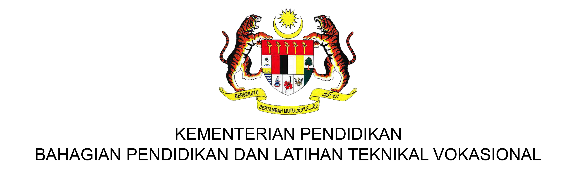 KEMENTERIAN PENDIDIKAN
BAHAGIAN PENDIDIKAN DAN LATIHAN TEKNIKAL VOKASIONAL